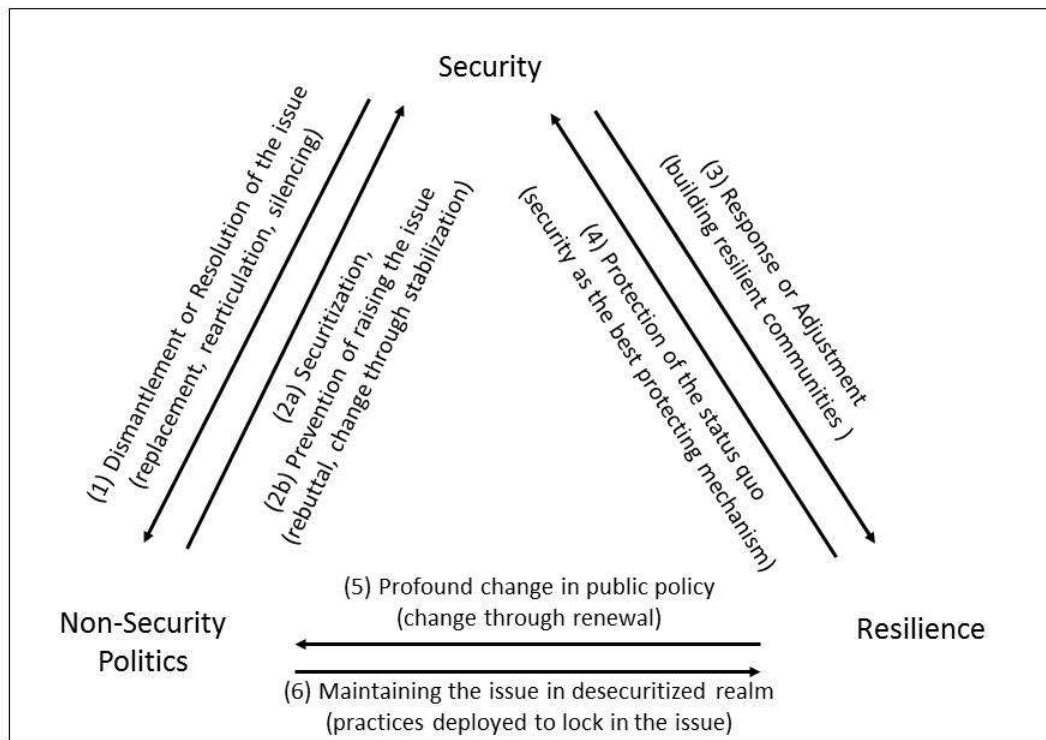 Security
(1) Dismantlement or Resolution of the issue
(replacement, rearticulation, silencing)
(2a) Securitization,
(2b) Prevention of raising the issue
(rebuttal, change through stabilization)
(3) Response or Adjustment
(building resilient communities )
(4) Protection of the status quo
(security as the best protecting mechanism)
(5) Profound change in public policy
(change through renewal)
Non-Security
Politics
Resilience
(6) Maintaining the issue in desecuritized realm
(practices deployed to lock in the issue)